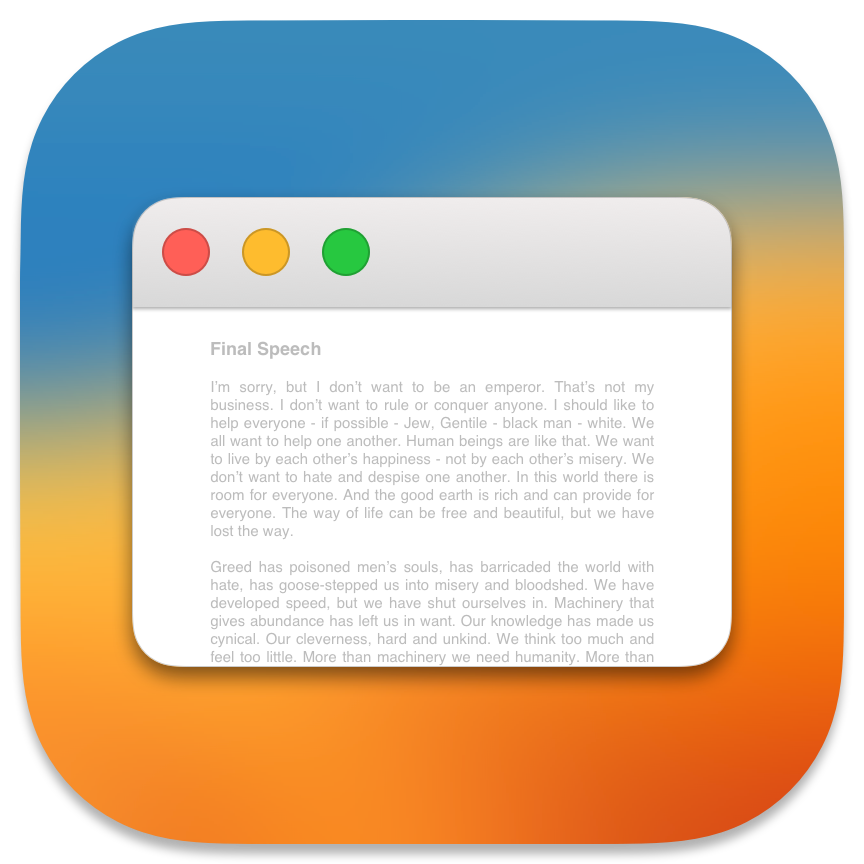 Final Speech
I’m sorry, but I don’t want to be an emperor. That’s not my
business. I don’t want to rule or conquer anyone. I should like to
help everyone - if possible - Jew, Gentile - black man - white. We
all want to help one another. Human beings are like that. We want
to live by each other’s happiness - not by each other’s misery. We
don’t want to hate and despise one another. In this world there is
room for everyone. And the good earth is rich and can provide for
everyone. The way of life can be free and beautiful, but we have
lost the way.
Greed has poisoned men’s souls, has barricaded the world with
hate, has goose-stepped us into misery and bloodshed. We have
developed speed, but we have shut ourselves in. Machinery that
gives abundance has left us in want. Our knowledge has made us
cynical. Our cleverness, hard and unkind. We think too much and
feel too little. More than machinery we need humanity. More than